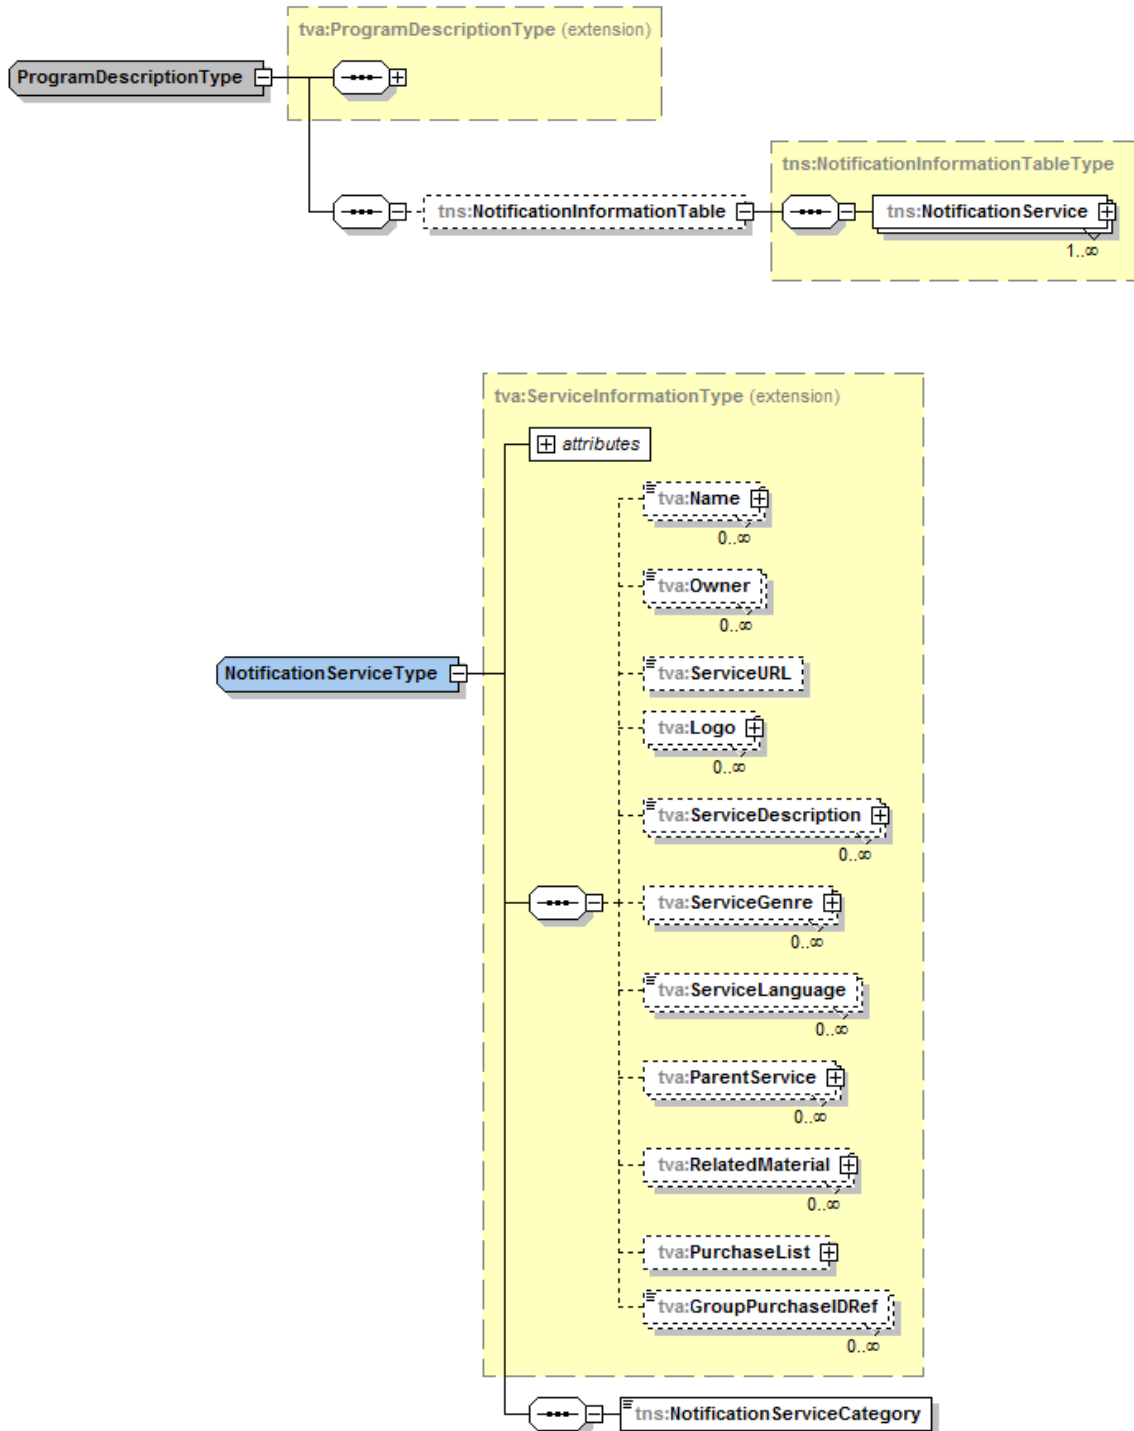 tva:ProgramDescriptionType (extension)
ProgramDescriptionType
tns:NotificationInformationTableType
tns:NotificationInformationTable
tns:NotificationService
1..∞
tva:ServiceInformationType (extension)
attributes
tva:Name
0..∞
tva:Owner
0..∞
NotificationServiceType
tva:ServiceURL
tva:Logo
0..∞
tva:ServiceDescription
0..∞
tva:ServiceGenre
0..∞
tva:ServiceLanguage
0..∞
tva:ParentService
0..∞
tva:RelatedMaterial
0..∞
tva:PurchaseList
tva:GroupPurchaseIDRef
0..∞
tns:NotificationServiceCategory